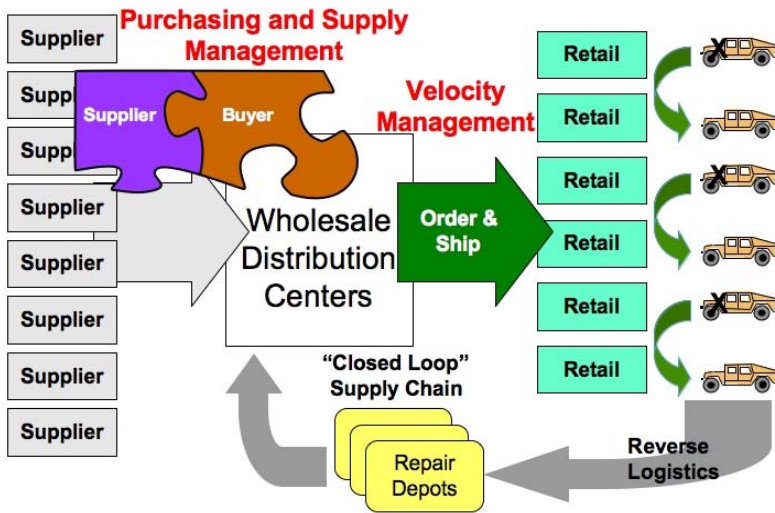 Purchasing and Supply
Management
Supplier
Suppl
Suppl
Supplier
Supplier
Supplier
Supplier
Supplier
Supplier
Buyer
Wholesale
Distribution
Centers
Velocity
Management
Order &
Ship
Retail
Retail
Retail
Retail
Retail
Retail
“Closed Loop”
Supply Chain
Repair
Depots
Reverse
Logistics